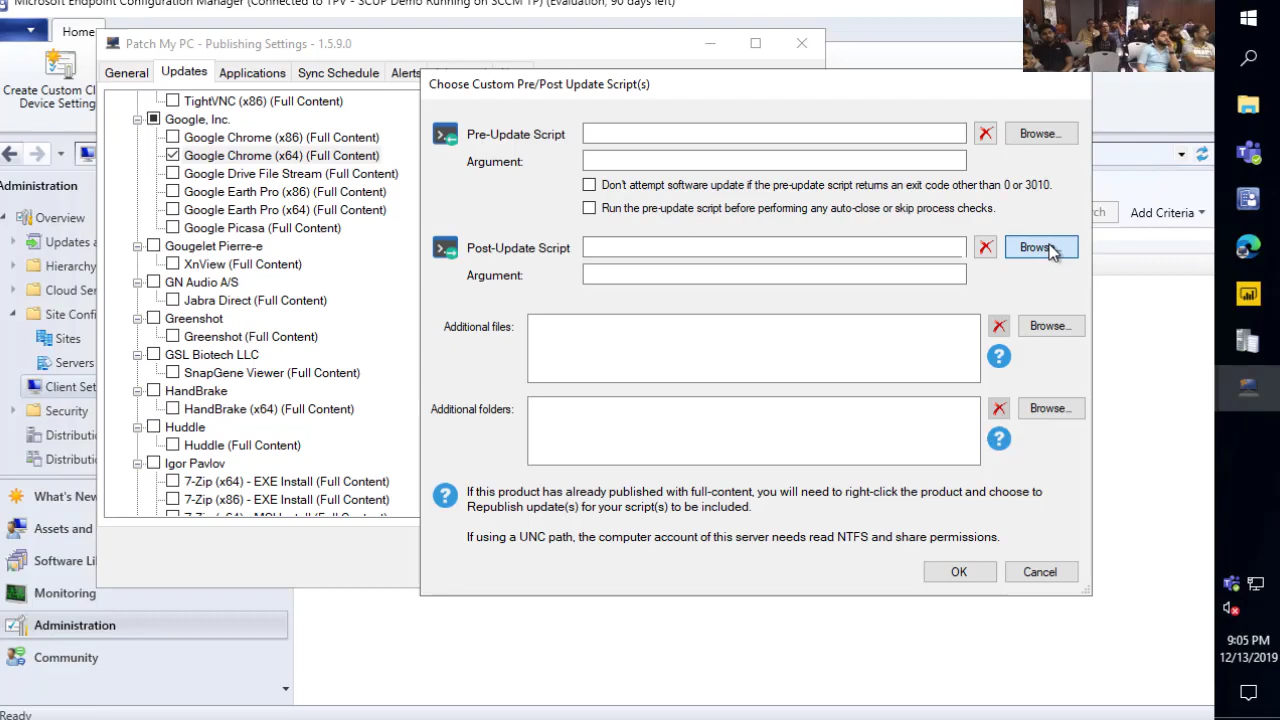 Microsoft Endpoint Configuration Manager (Connected to TPV - SCUP Demo Running on SCCM TP) (Evaluation, 90 days left)
Home
Create Custom Cl
Device Setting
Administration
Overview
Updates a
Hierarchy
Cloud Ser
Site Confi
Sites
Servers
Client Set
Security
Distributio
Distributio
What's New
Assets and
Software Li
Monitoring
Administration
Community
Ready
Patch My PC - Publishing Settings - 1.5.9.0
General
Updates
Applications
Sync Schedule
Alerts
TightVNC (x86) (Full Content)
Google, Inc.
Google Chrome (x86) (Full Content)
Google Chrome (x64) (Full Content)
Google Drive File Stream (Full Content)
Google Earth Pro (x86) (Full Content)
Google Earth Pro (x64) (Full Content)
Google Picasa (Full Content)
Gougelet Pierre-e
XnView (Full Content)
GN Audio A/S
Jabra Direct (Full Content)
Greenshot
Greenshot (Full Content)
GSL Biotech LLC
SnapGene Viewer (Full Content)
HandBrake
HandBrake (x64) (Full Content)
Huddle
Huddle (Full Content)
Igor Pavlov
7-Zip (x64) - EXE Install (Full Content)
7-Zip (x86) - EXE Install (Full Content)
Choose Custom Pre/Post Update Script(s)
Pre-Update Script
Browse...
Argument:
Don't attempt software update if the pre-update script returns an exit code other than 0 or 3010.
Run the pre-update script before performing any auto-close or skip process checks.
Post-Update Script
Browse
Argument:
Additional files:
Browse...
Additional folders:
Browse...
If this product has already published with full-content, you will need to right-click the product and choose to
Republish update(s) for your script(s) to be included.
If using a UNC path, the computer account of this server needs read NTFS and share permissions.
OK
Cancel
rch
Add Criteria
9:05 PM
12/13/2019